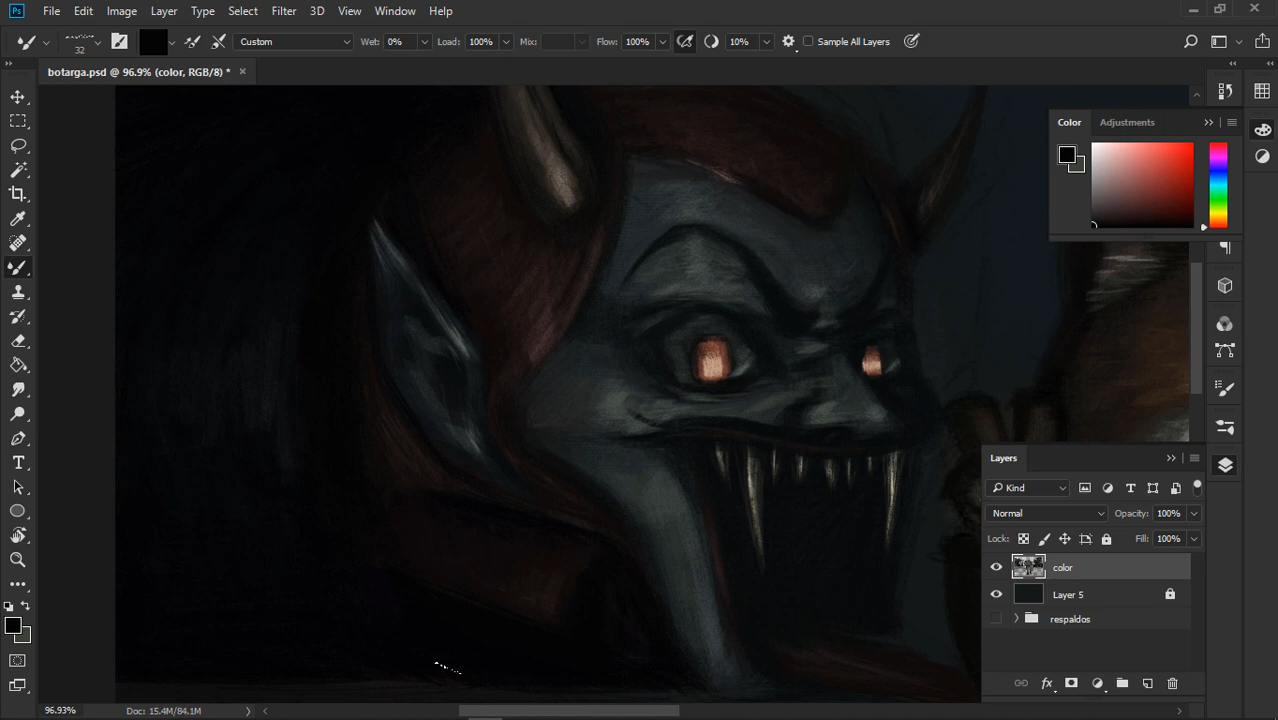 Ps File Edit Image Layer Type Select Filter 3D View Window Help
32 Custom Wet: 0% Load: 100% Mix: Flow: 100% 10% Sample All Layers
botarga.psd @ 96.9% (color, RGB/8) *
Color Adjustments
Layers
Kind
Normal Opacity: 100%
Lock: Fill: 100%
color
Layer 5
respaldos
fx
96.93% Doc: 15.4M/84.1M